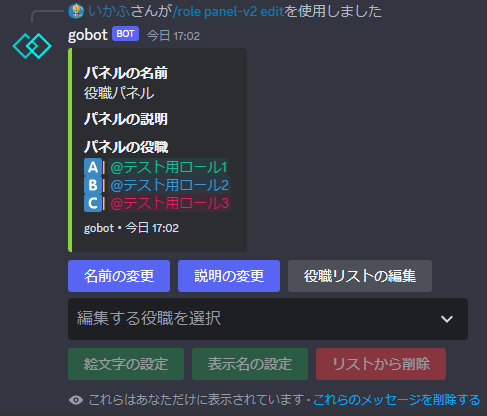 いかふさんが/role panel-v2 editを使用しました
gobot BOT 今日 17:02
パネルの名前
役職パネル
パネルの説明
パネルの役職
A| @テスト用ロール1
B| @テスト用ロール2
C| @テスト用ロール3
gobot • 今日 17:02
名前の変更 説明の変更 役職リストの編集
編集する役職を選択
絵文字の設定 表示名の設定 リストから削除
これらはあなただけに表示されています • これらのメッセージを削除する